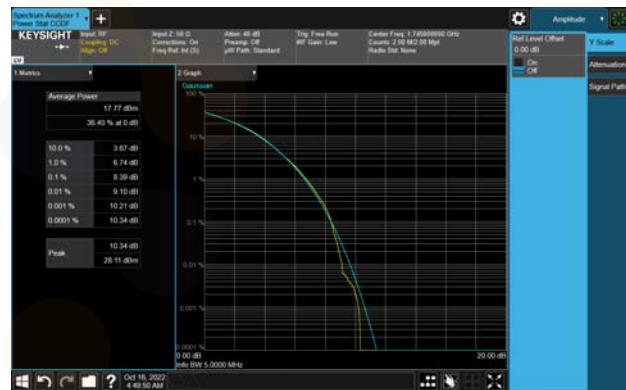 Spectrum Analyzer 1
Power Stat CCDF
Amplitude
KEYSIGHT
Input: RF
Coupling: DC
Align: Off
Input Z: 50 Ω
Corrections: On
Freq Ref: Int (S)
Atten: 40 dB
Preamp: Off
µW Path: Standard
Trig: Free Run
#IF Gain: Low
Center Freq: 1.745000000 GHz
Counts: 2.00 M/2.00 Mpt
Radio Std: None
Ref Level Offset
0.00 dB
On
Off
Y Scale
Attenuation
Signal Path
1 Metrics
2 Graph
Average Power
17.77 dBm
36.40 % at 0 dB
10.0 % 3.67 dB
1.0 % 6.74 dB
0.1 % 8.39 dB
0.01 % 9.10 dB
0.001 % 10.21 dB
0.0001 % 10.34 dB
Peak
10.34 dB
28.11 dBm
Gaussian
100 %
10 %
1 %
0.1 %
0.01 %
0.001 %
0.0001 %
0.00 dB
20.00 dB
Info BW 5.0000 MHz
?
Oct 16, 2022
4:49:50 AM